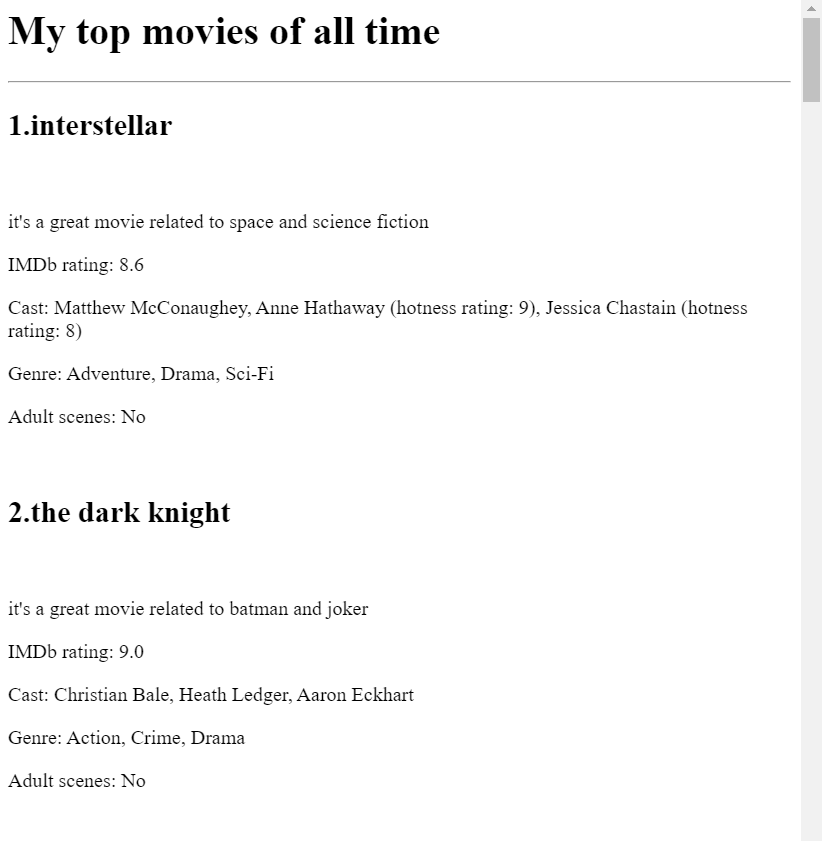 My top movies of all time
1.interstellar
it's a great movie related to space and science fiction
IMDb rating: 8.6
Cast: Matthew McConaughey, Anne Hathaway (hotness rating: 9), Jessica Chastain (hotness
rating: 8)
Genre: Adventure, Drama, Sci-Fi
Adult scenes: No
2.the dark knight
it's a great movie related to batman and joker
IMDb rating: 9.0
Cast: Christian Bale, Heath Ledger, Aaron Eckhart
Genre: Action, Crime, Drama
Adult scenes: No